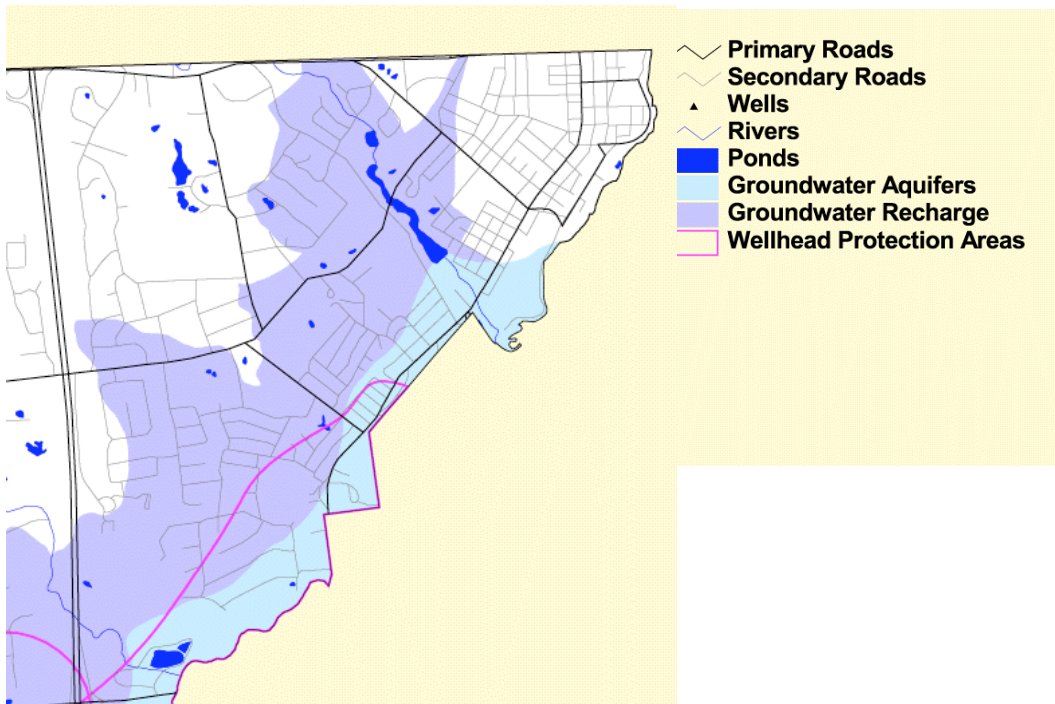 Primary Roads
Secondary Roads
Wells
Rivers
Ponds
Groundwater Aquifers
Groundwater Recharge
Wellhead Protection Areas